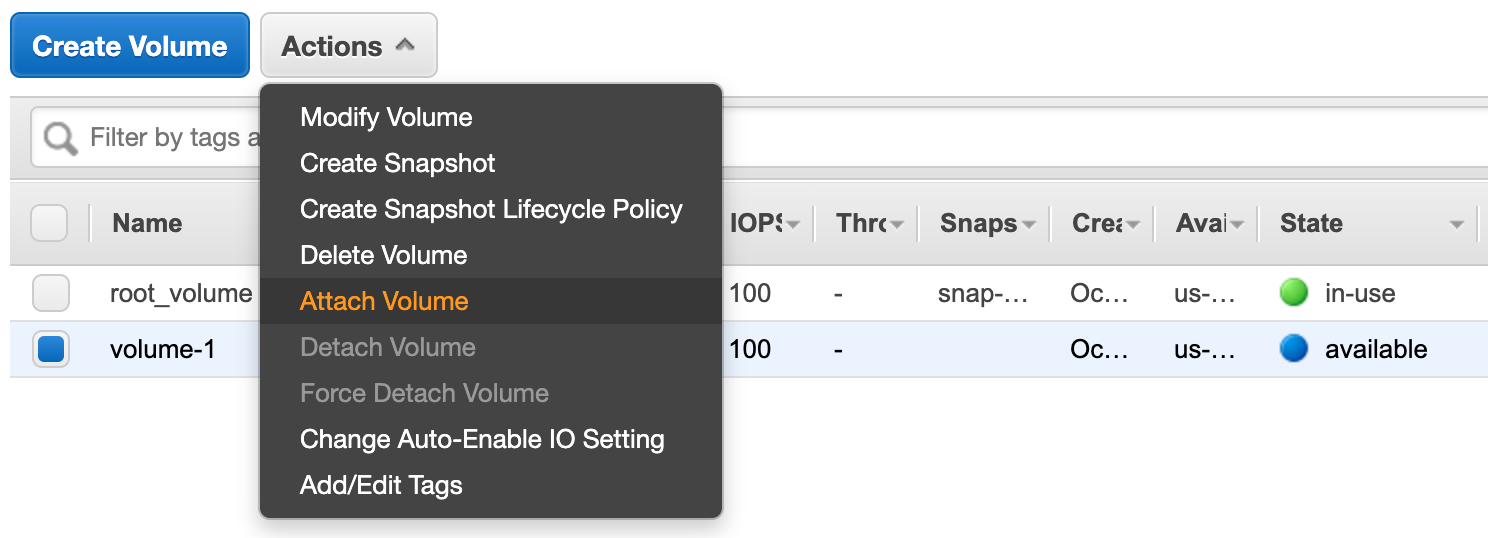 Create Volume Actions
Modify Volume
Filter by tags a
Create Snapshot
Create Snapshot Lifecycle Policy
Name IOPS Thro Snaps Crea Avai State
Delete Volume
root_volume 100 - snap-... Oc... us-... in-use
Attach Volume
volume-1 100 - Oc... us-... available
Detach Volume
Force Detach Volume
Change Auto-Enable IO Setting
Add/Edit Tags